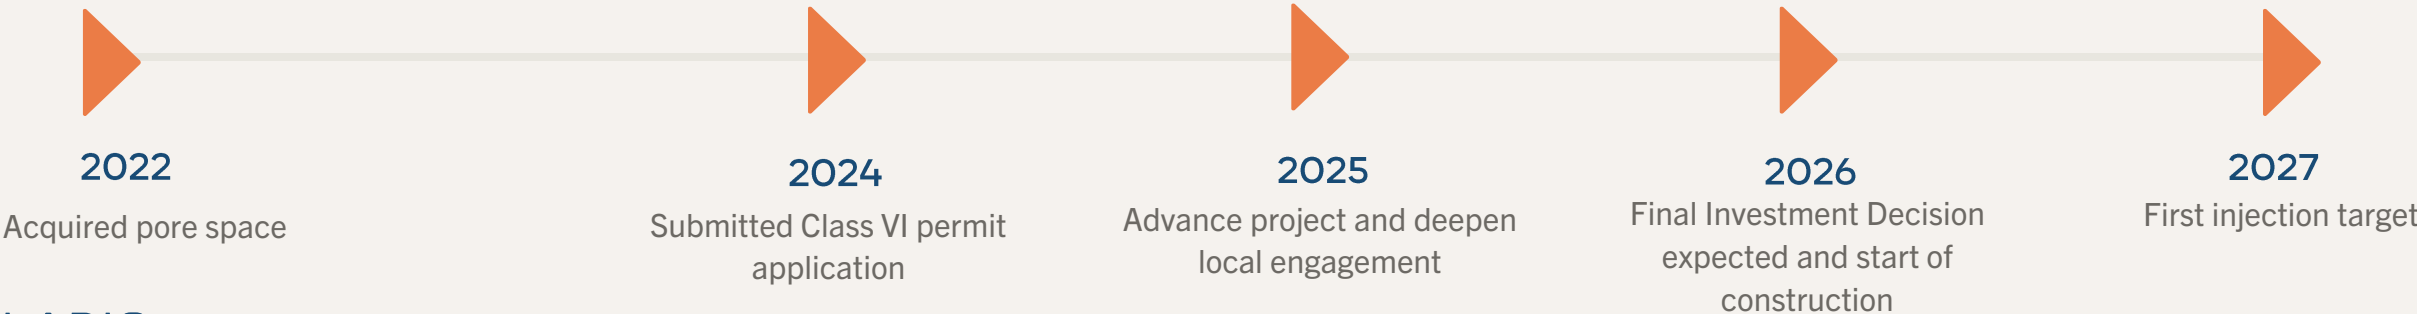 2022
Acquired pore space
2024
Submitted Class VI permit
application
2025
Advance project and deepen
local engagement
2026
Final Investment Decision
expected and start of
construction
2027
First injection target